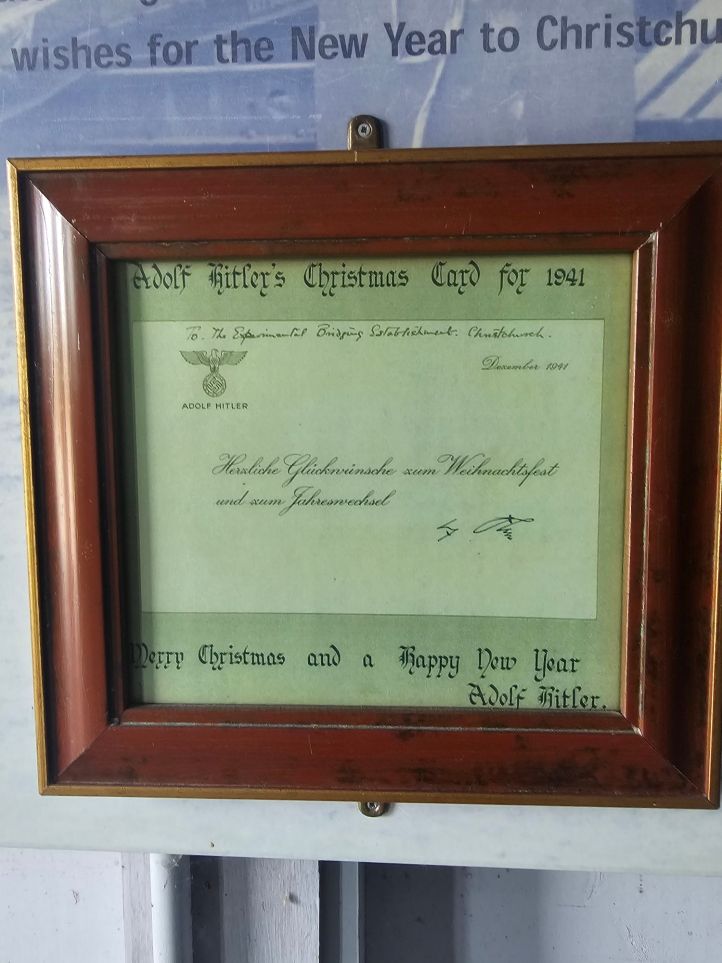 wishes for the New Year to Christchu
Adolf Hitler's Christmas Card for 1941
To. The Experimental Bridging Establishment. Christchurch.
Dezember 1941
ADOLF HITLER
Herzliche Glückwünsche zum Weihnachtsfest
und zum Jahreswechsel
Merry Christmas and a Happy New Year
Adolf Hitler.